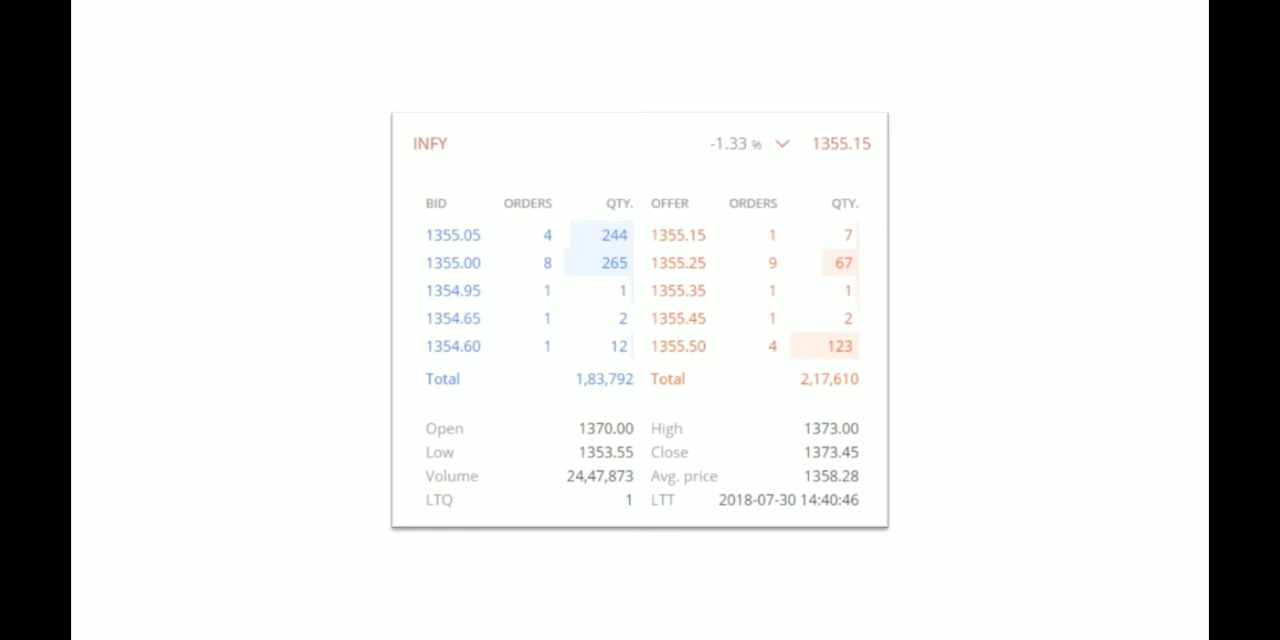 INFY -1.33 % 1355.15
BID ORDERS QTY. OFFER ORDERS QTY.
1355.05 4 244 1355.15 1 7
1355.00 8 265 1355.25 9 67
1354.95 1 1 1355.35 1 1
1354.65 1 2 1355.45 1 2
1354.60 1 12 1355.50 4 123
Total 1,83,792 Total 2,17,610
Open 1370.00 High 1373.00
Low 1353.55 Close 1373.45
Volume 24,47,873 Avg. price 1358.28
LTQ 1 LTT 2018-07-30 14:40:46